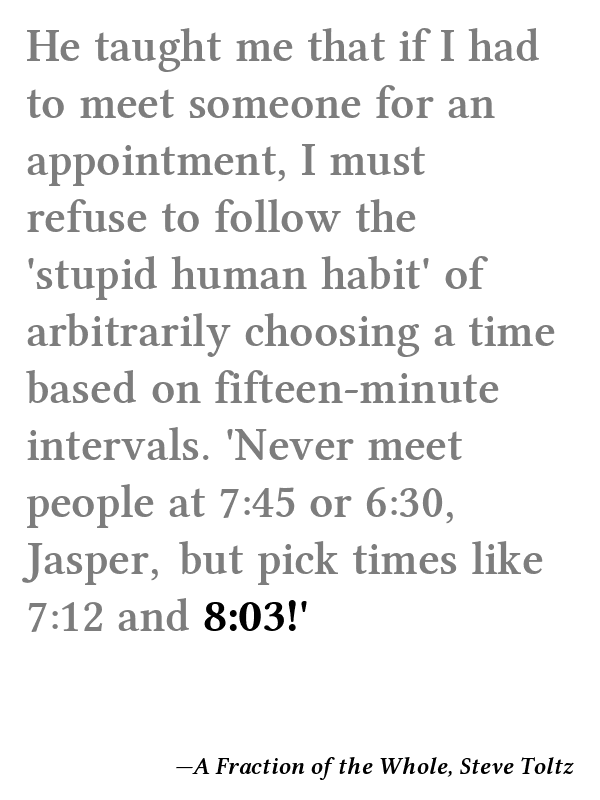 He taught me that if I had
to meet someone for an
appointment, I must
refuse to follow the
'stupid human habit' of
arbitrarily choosing a time
based on fifteen-minute
intervals. 'Never meet
people at 7:45 or 6:30,
Jasper, but pick times like
7:12 and 8:03!'
—A Fraction of the Whole, Steve Toltz